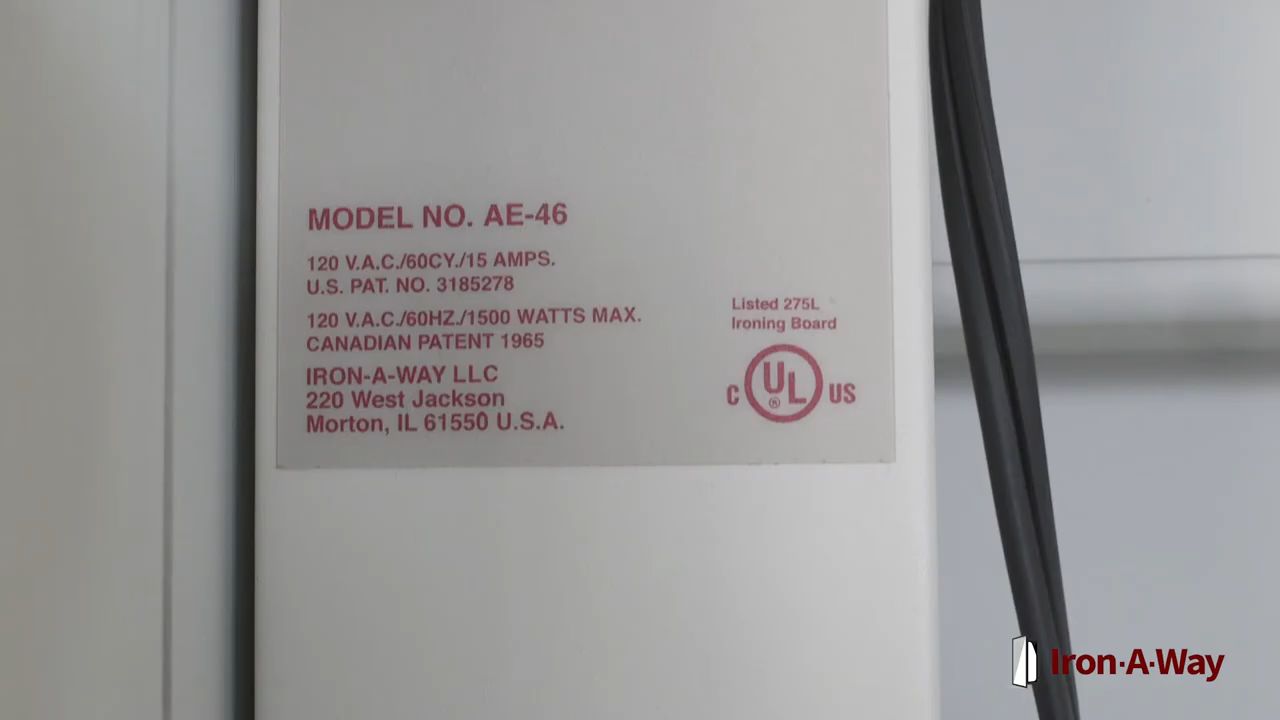 MODEL NO. AE-46
120 V.A.C./60CY./15 AMPS.
U.S. PAT. NO. 3185278
120 V.A.C./60HZ./1500 WATTS MAX.
CANADIAN PATENT 1965
IRON-A-WAY LLC
220 West Jackson
Morton, IL 61550 U.S.A.
Listed 275L
Ironing Board
C UL® US
Iron·A·Way